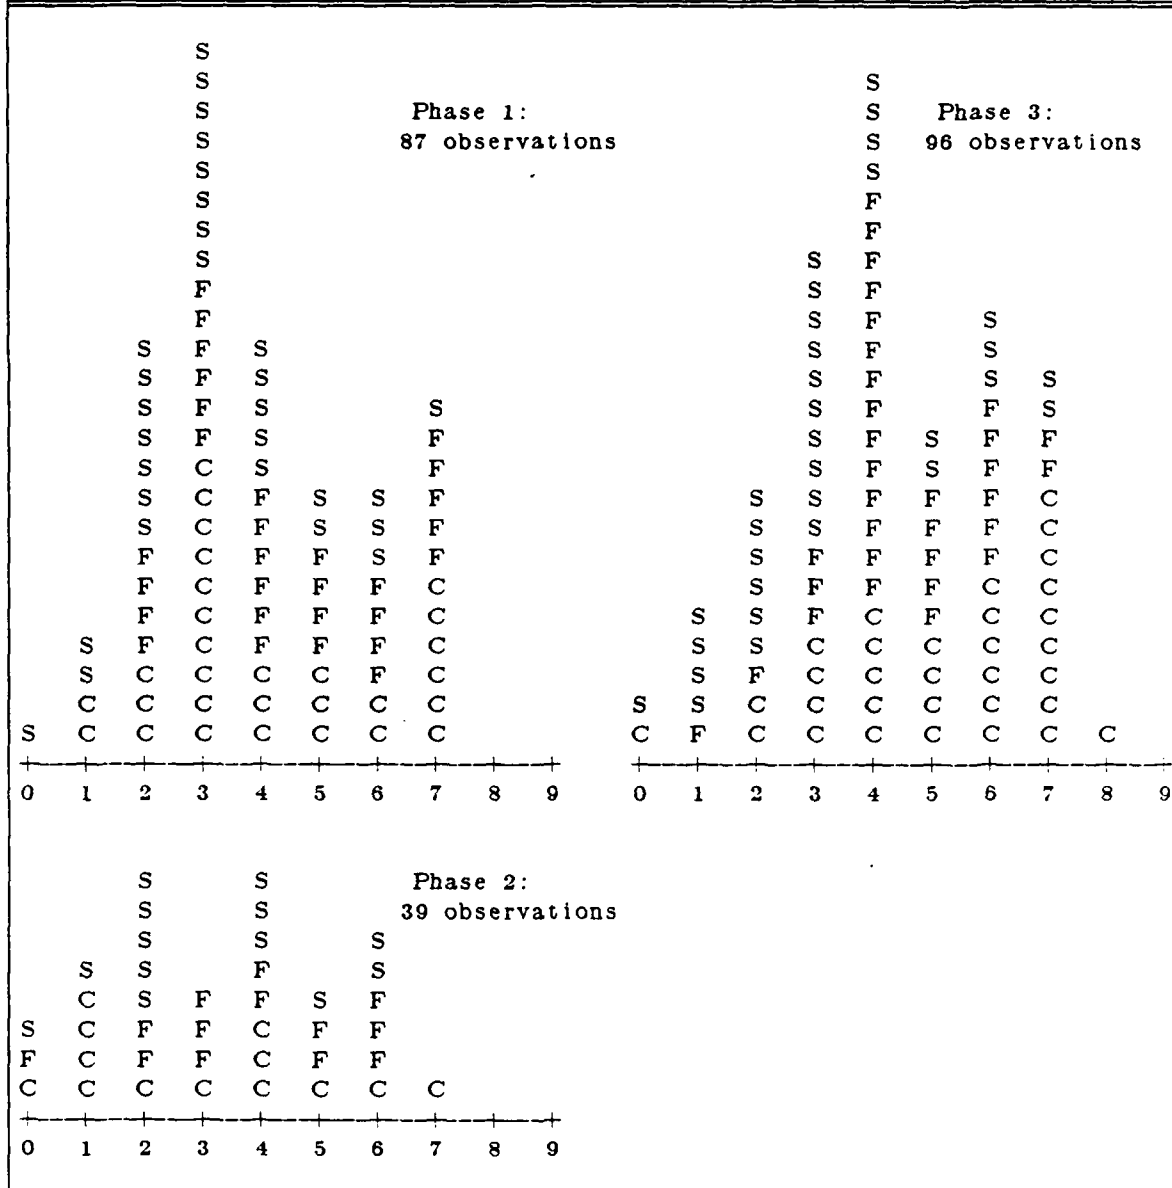 S
S S
S Phase 1: S Phase 3:
S 87 observations S 96 observations
S S
S F
S F
S S F
F S F
F S F S
S F S S F S
S F S S F S S
S F S S S F F S
S F S F S F S F F
S C S F S F S F F
S C F S S F S S F F F C
S C F S S F S S F F F C
F C F F S F S F F F F C
F C F F F C S F F F C C
F C F F F C S S F C F C C
S F C F F F C S S C C C C C
S C C C C F C S F C C C C C
C C C C C C C S S C C C C C C
S C C C C C C C C F C C C C C C C
0 1 2 3 4 5 6 7 8 9 0 1 2 3 4 5 6 7 8 9
S S Phase 2:
S S 39 observations
S S S
S S F S
C S F F S F
S C F F C F F
F C F F C F F
C C C C C C C C
0 1 2 3 4 5 6 7 8 9